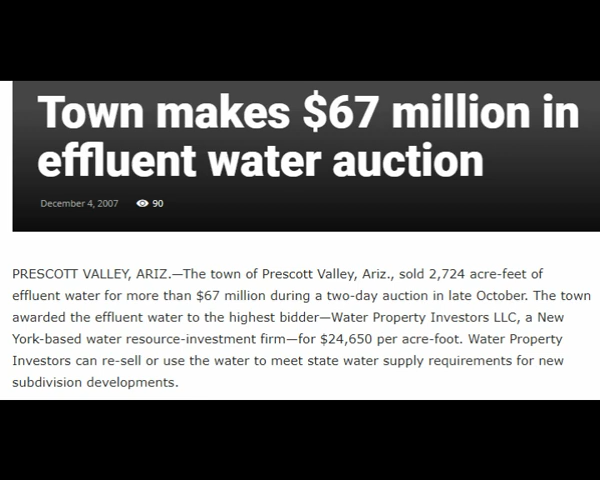 Town makes $67 million in
effluent water auction
December 4, 2007 90
PRESCOTT VALLEY, ARIZ.—The town of Prescott Valley, Ariz., sold 2,724 acre-feet of
effluent water for more than $67 million during a two-day auction in late October. The town
awarded the effluent water to the highest bidder—Water Property Investors LLC, a New
York-based water resource-investment firm—for $24,650 per acre-foot. Water Property
Investors can re-sell or use the water to meet state water supply requirements for new
subdivision developments.